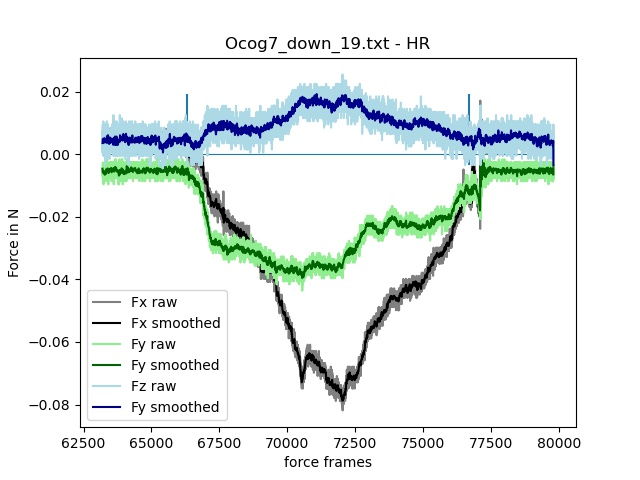 Ocog7_down_19.txt - HR
0.02
0.00
−0.02
−0.04
−0.06
−0.08
Force in N
Fx raw
Fx smoothed
Fy raw
Fy smoothed
Fz raw
Fy smoothed
62500 65000 67500 70000 72500 75000 77500 80000
force frames